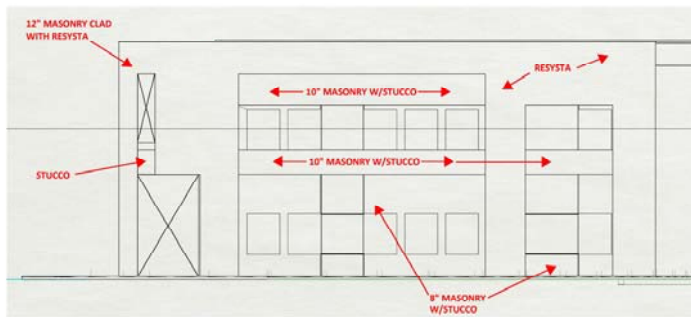 12" MASONRY CLAD
WITH RESYSTA
RESYSTA
10" MASONRY W/STUCCO
10" MASONRY W/STUCCO
STUCCO
8" MASONRY
W/STUCCO